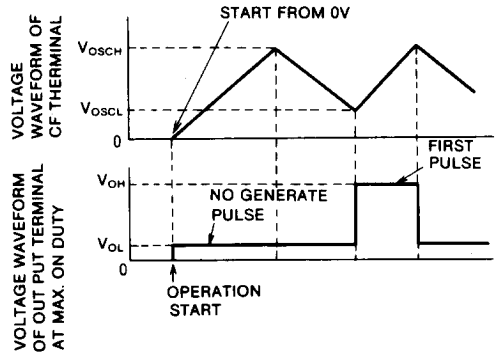 START FROM 0V
VOLTAGE
WAVEFORM OF
CF THERMINAL
VOSCH
VOSCL
0
VOLTAGE WAVEFORM
OF OUT PUT TERMINAL
AT MAX. ON DUTY
VOH
NO GENERATE
PULSE
FIRST
PULSE
VOL
0
OPERATION
START